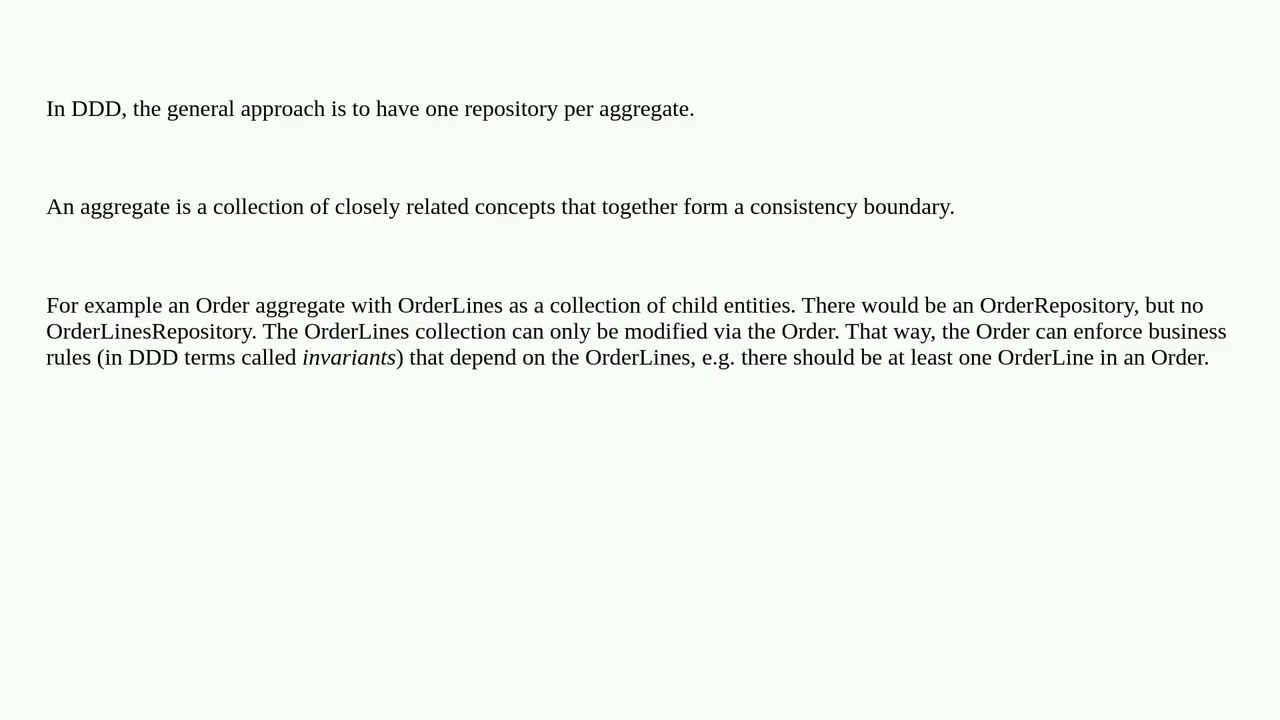 In DDD, the general approach is to have one repository per aggregate.
An aggregate is a collection of closely related concepts that together form a consistency boundary.
For example an Order aggregate with OrderLines as a collection of child entities. There would be an OrderRepository, but no
OrderLinesRepository. The OrderLines collection can only be modified via the Order. That way, the Order can enforce business
rules (in DDD terms called invariants) that depend on the OrderLines, e.g. there should be at least one OrderLine in an Order.